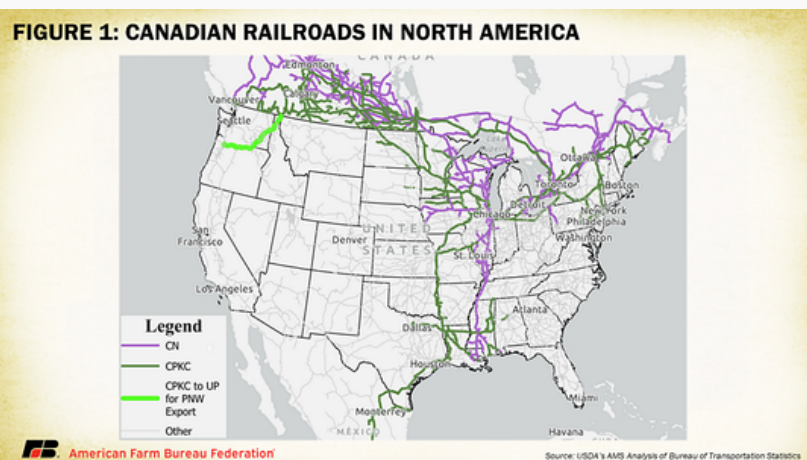 FIGURE 1: CANADIAN RAILROADS IN NORTH AMERICA
CANADA
Edmonton
Calgary
Vancouver
Seattle
Ottawa
Toronto
Boston
Detroit
Chicago
New York
Philadelphia
UNITED
STATES
San
Francisco
Denver
Washington
St. Louis
Los Angeles
Atlanta
Dallas
Houston
Miami
Monterrey
MÉXICO
Havana
Legend
CN
CPKC
CPKC to UP
for PNW
Export
Other
FB
American Farm Bureau Federation
Source: USDA's AMS Analysis of Bureau of Transportation Statistics